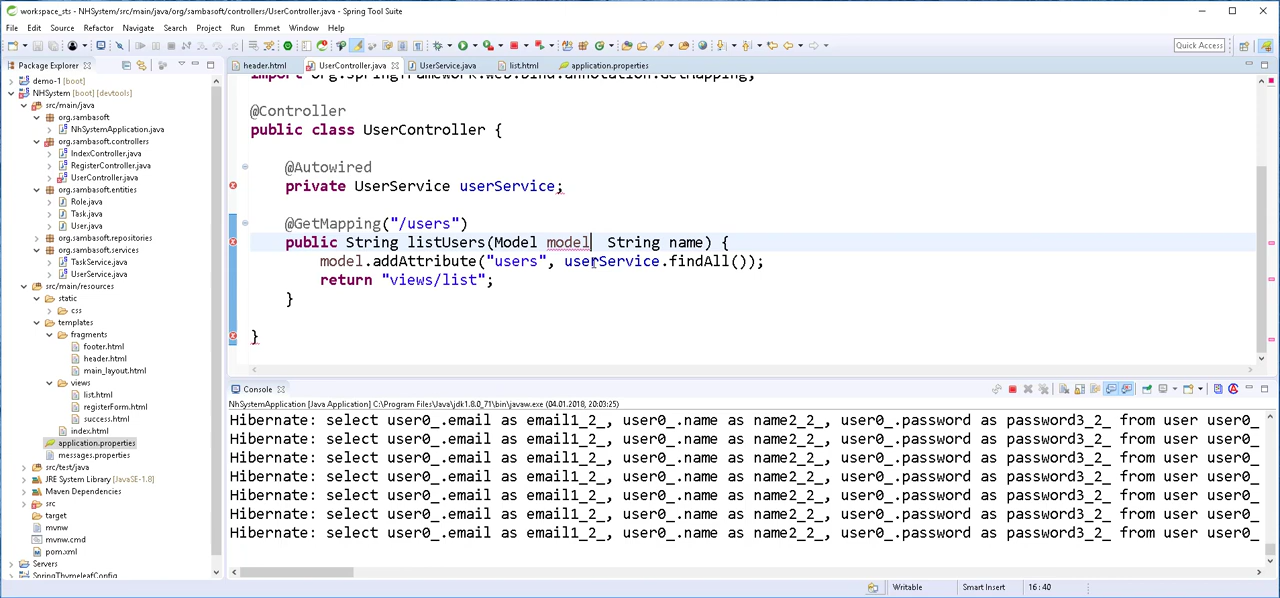 workspace_sts - NHSystem/src/main/java/org/sambasoft/controllers/UserController.java - Spring Tool Suite
File Edit Source Refactor Navigate Search Project Run Emmet Window Help
Quick Access
Package Explorer
header.html UserController.java UserService.java list.html application.properties
demo-1 [boot]
NHSystem [boot] [devtools]
src/main/java
org.sambasoft
NhSystemApplication.java
org.sambasoft.controllers
IndexController.java
RegisterController.java
UserController.java
org.sambasoft.entities
Role.java
Task.java
User.java
org.sambasoft.repositories
org.sambasoft.services
TaskService.java
UserService.java
src/main/resources
static
css
templates
fragments
footer.html
header.html
main_layout.html
views
list.html
registerForm.html
success.html
index.html
application.properties
messages.properties
src/test/java
JRE System Library [JavaSE-1.8]
Maven Dependencies
src
target
mvnw
mvnw.cmd
pom.xml
Servers
SpringThymeleafConfig
import org.springframework.web.bind.annotation.GetMapping;
@Controller
public class UserController {
@Autowired
private UserService userService;
@GetMapping("/users")
public String listUsers(Model model String name) {
model.addAttribute("users", userService.findAll());
return "views/list";
}
}
Console
NhSystemApplication [Java Application] C:\Program Files\Java\jdk1.8.0_71\bin\javaw.exe (04.01.2018, 20:03:25)
Hibernate: select user0_.email as email1_2_, user0_.name as name2_2_, user0_.password as password3_2_ from user user0_
Hibernate: select user0_.email as email1_2_, user0_.name as name2_2_, user0_.password as password3_2_ from user user0_
Hibernate: select user0_.email as email1_2_, user0_.name as name2_2_, user0_.password as password3_2_ from user user0_
Hibernate: select user0_.email as email1_2_, user0_.name as name2_2_, user0_.password as password3_2_ from user user0_
Hibernate: select user0_.email as email1_2_, user0_.name as name2_2_, user0_.password as password3_2_ from user user0_
Hibernate: select user0_.email as email1_2_, user0_.name as name2_2_, user0_.password as password3_2_ from user user0_
Hibernate: select user0_.email as email1_2_, user0_.name as name2_2_, user0_.password as password3_2_ from user user0_
Writable Smart Insert 16:40